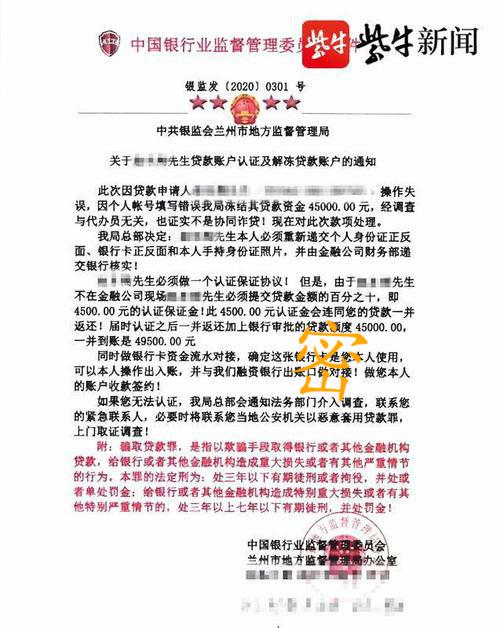 中国银行业监督管理委员
件
紫牛 紫牛新闻
银监发〔2020〕0301 号
中共银监会兰州市地方监督管理局
关于 先生贷款账户认证及解冻贷款账户的通知
此次因贷款申请人 操作失
误，因个人帐号填写错误我局冻结其贷款资金 45000.00 元，经调查
与代办员无关，也证实不是协同诈贷！现在对此次款项处理。
我局总部决定： 先生本人必须重新递交个人身份证正反
面、银行卡正反面和本人手持身份证照片，并由金融公司财务部递
交银行核实！
先生必须做一个认证保证协议！但是，由于 先生
不在金融公司现场 先生必须提交贷款金额的百分之十，即
4500.00 元的认证保证金!此 4500.00 元认证金会连同您的贷款一并
返还！届时认证之后一并返还加上银行审批的贷款额度 45000.00，
一并到账是 49500.00 元
同时做银行卡资金流水对接，确定这张银行卡是您本人使用，
可以本人操作出入账，并与我们融资银行出账口做对接！做您本人
的账户收款签约！
密
如果您无法认证，我局总部会通知法务部门介入调查，联系您
的紧急联系人，必要时将联系您当地公安机关以恶意套用贷款罪，
上门取证调查！
附：骗取贷款罪，是指以欺骗手段取得银行或者其他金融机构
贷款，给银行或者其他金融机构造成重大损失或者有其他严重情节
的行为。本罪的法定刑为：处三年以下有期徒刑或者拘役，并处或
者单处罚金；给银行或者其他金融机构造成特别重大损失或者有其
他特别严重情节的，处三年以上七年以下有期徒刑，并处罚金！
中国银行业监督管理委员会
兰州市地方监督管理局办公室
地方监督管理局